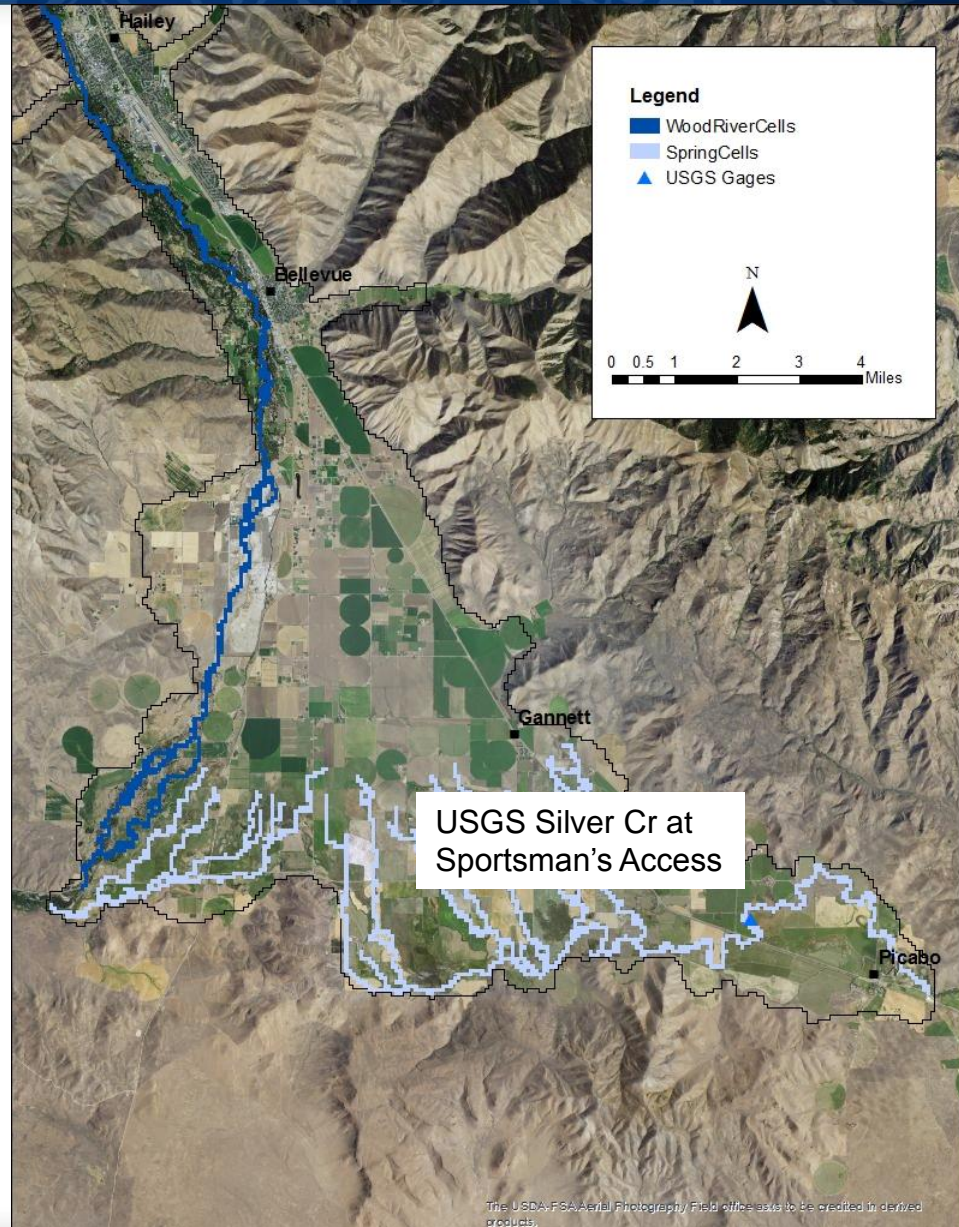 Hailey
Legend
WoodRiverCells
SpringCells
USGS Gages
N
0 0.5 1 2 3 4
Miles
Bellevue
Gannett
USGS Silver Cr at
Sportsman's Access
Picabo
The USDA-FSA Aerial Photography Field office asks to be credited in derived
products.